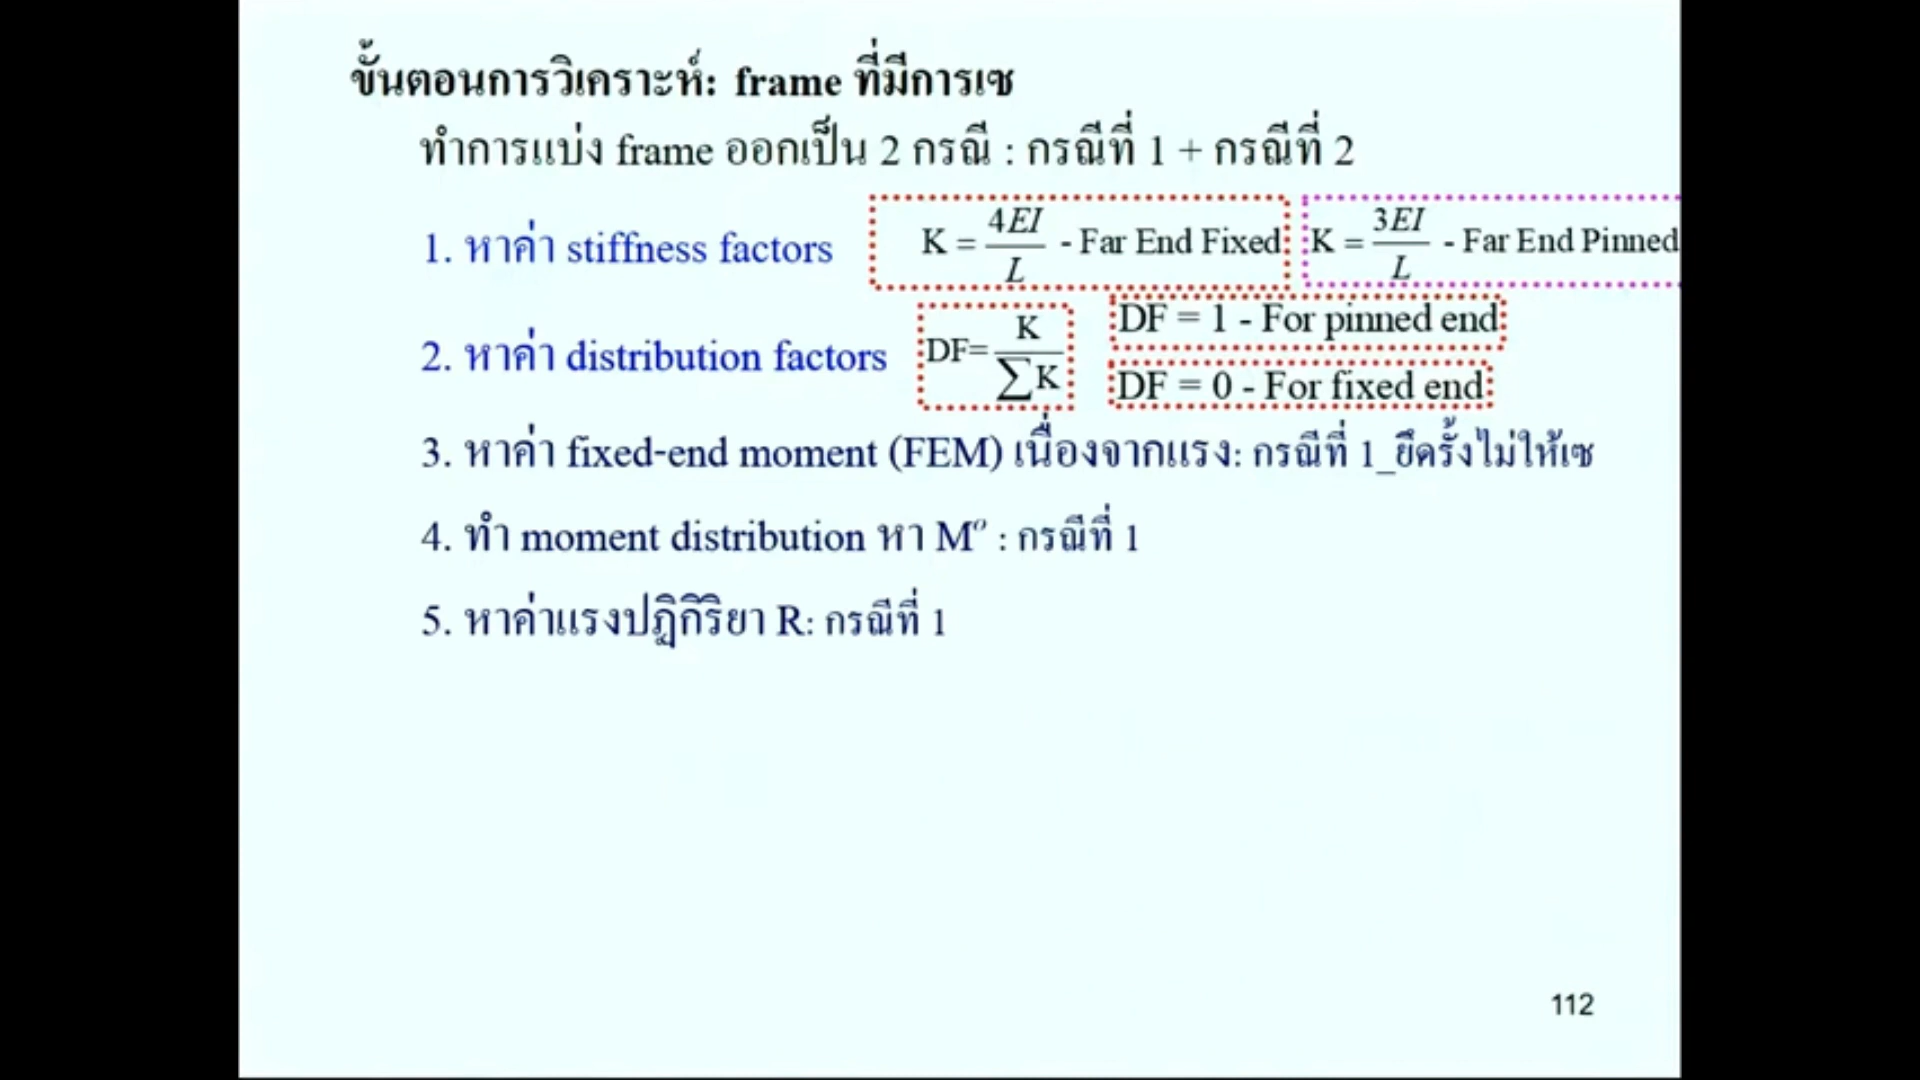 ขั้นตอนการวิเคราะห์: frame ที่มีการเซ
ทำการแบ่ง frame ออกเป็น 2 กรณี : กรณีที่ 1 + กรณีที่ 2
1. หาค่า stiffness factors K = 4EI/L - Far End Fixed K = 3EI/L - Far End Pinned
2. หาค่า distribution factors DF= K/∑K DF = 1 - For pinned end
DF = 0 - For fixed end
3. หาค่า fixed-end moment (FEM) เนื่องจากแรง: กรณีที่ 1_ยึดรั้งไม่ให้เซ
4. ทำ moment distribution หา Mº : กรณีที่ 1
5. หาค่าแรงปฏิกิริยา R: กรณีที่ 1
112